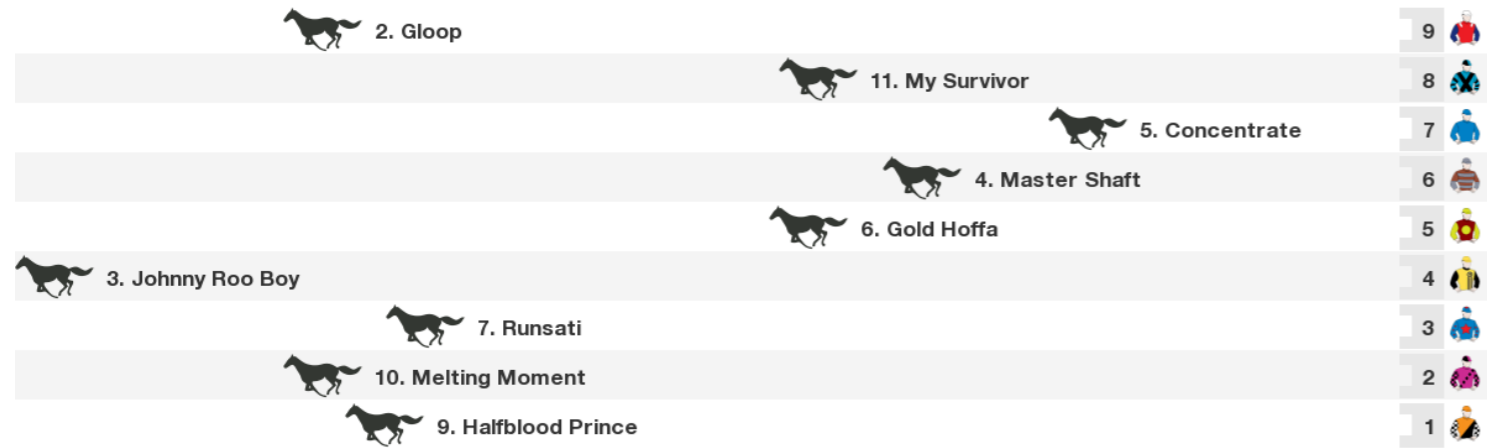 2. Gloop 9
11. My Survivor 8
5. Concentrate 7
4. Master Shaft 6
6. Gold Hoffa 5
3. Johnny Roo Boy 4
7. Runsati 3
10. Melting Moment 2
9. Halfblood Prince 1